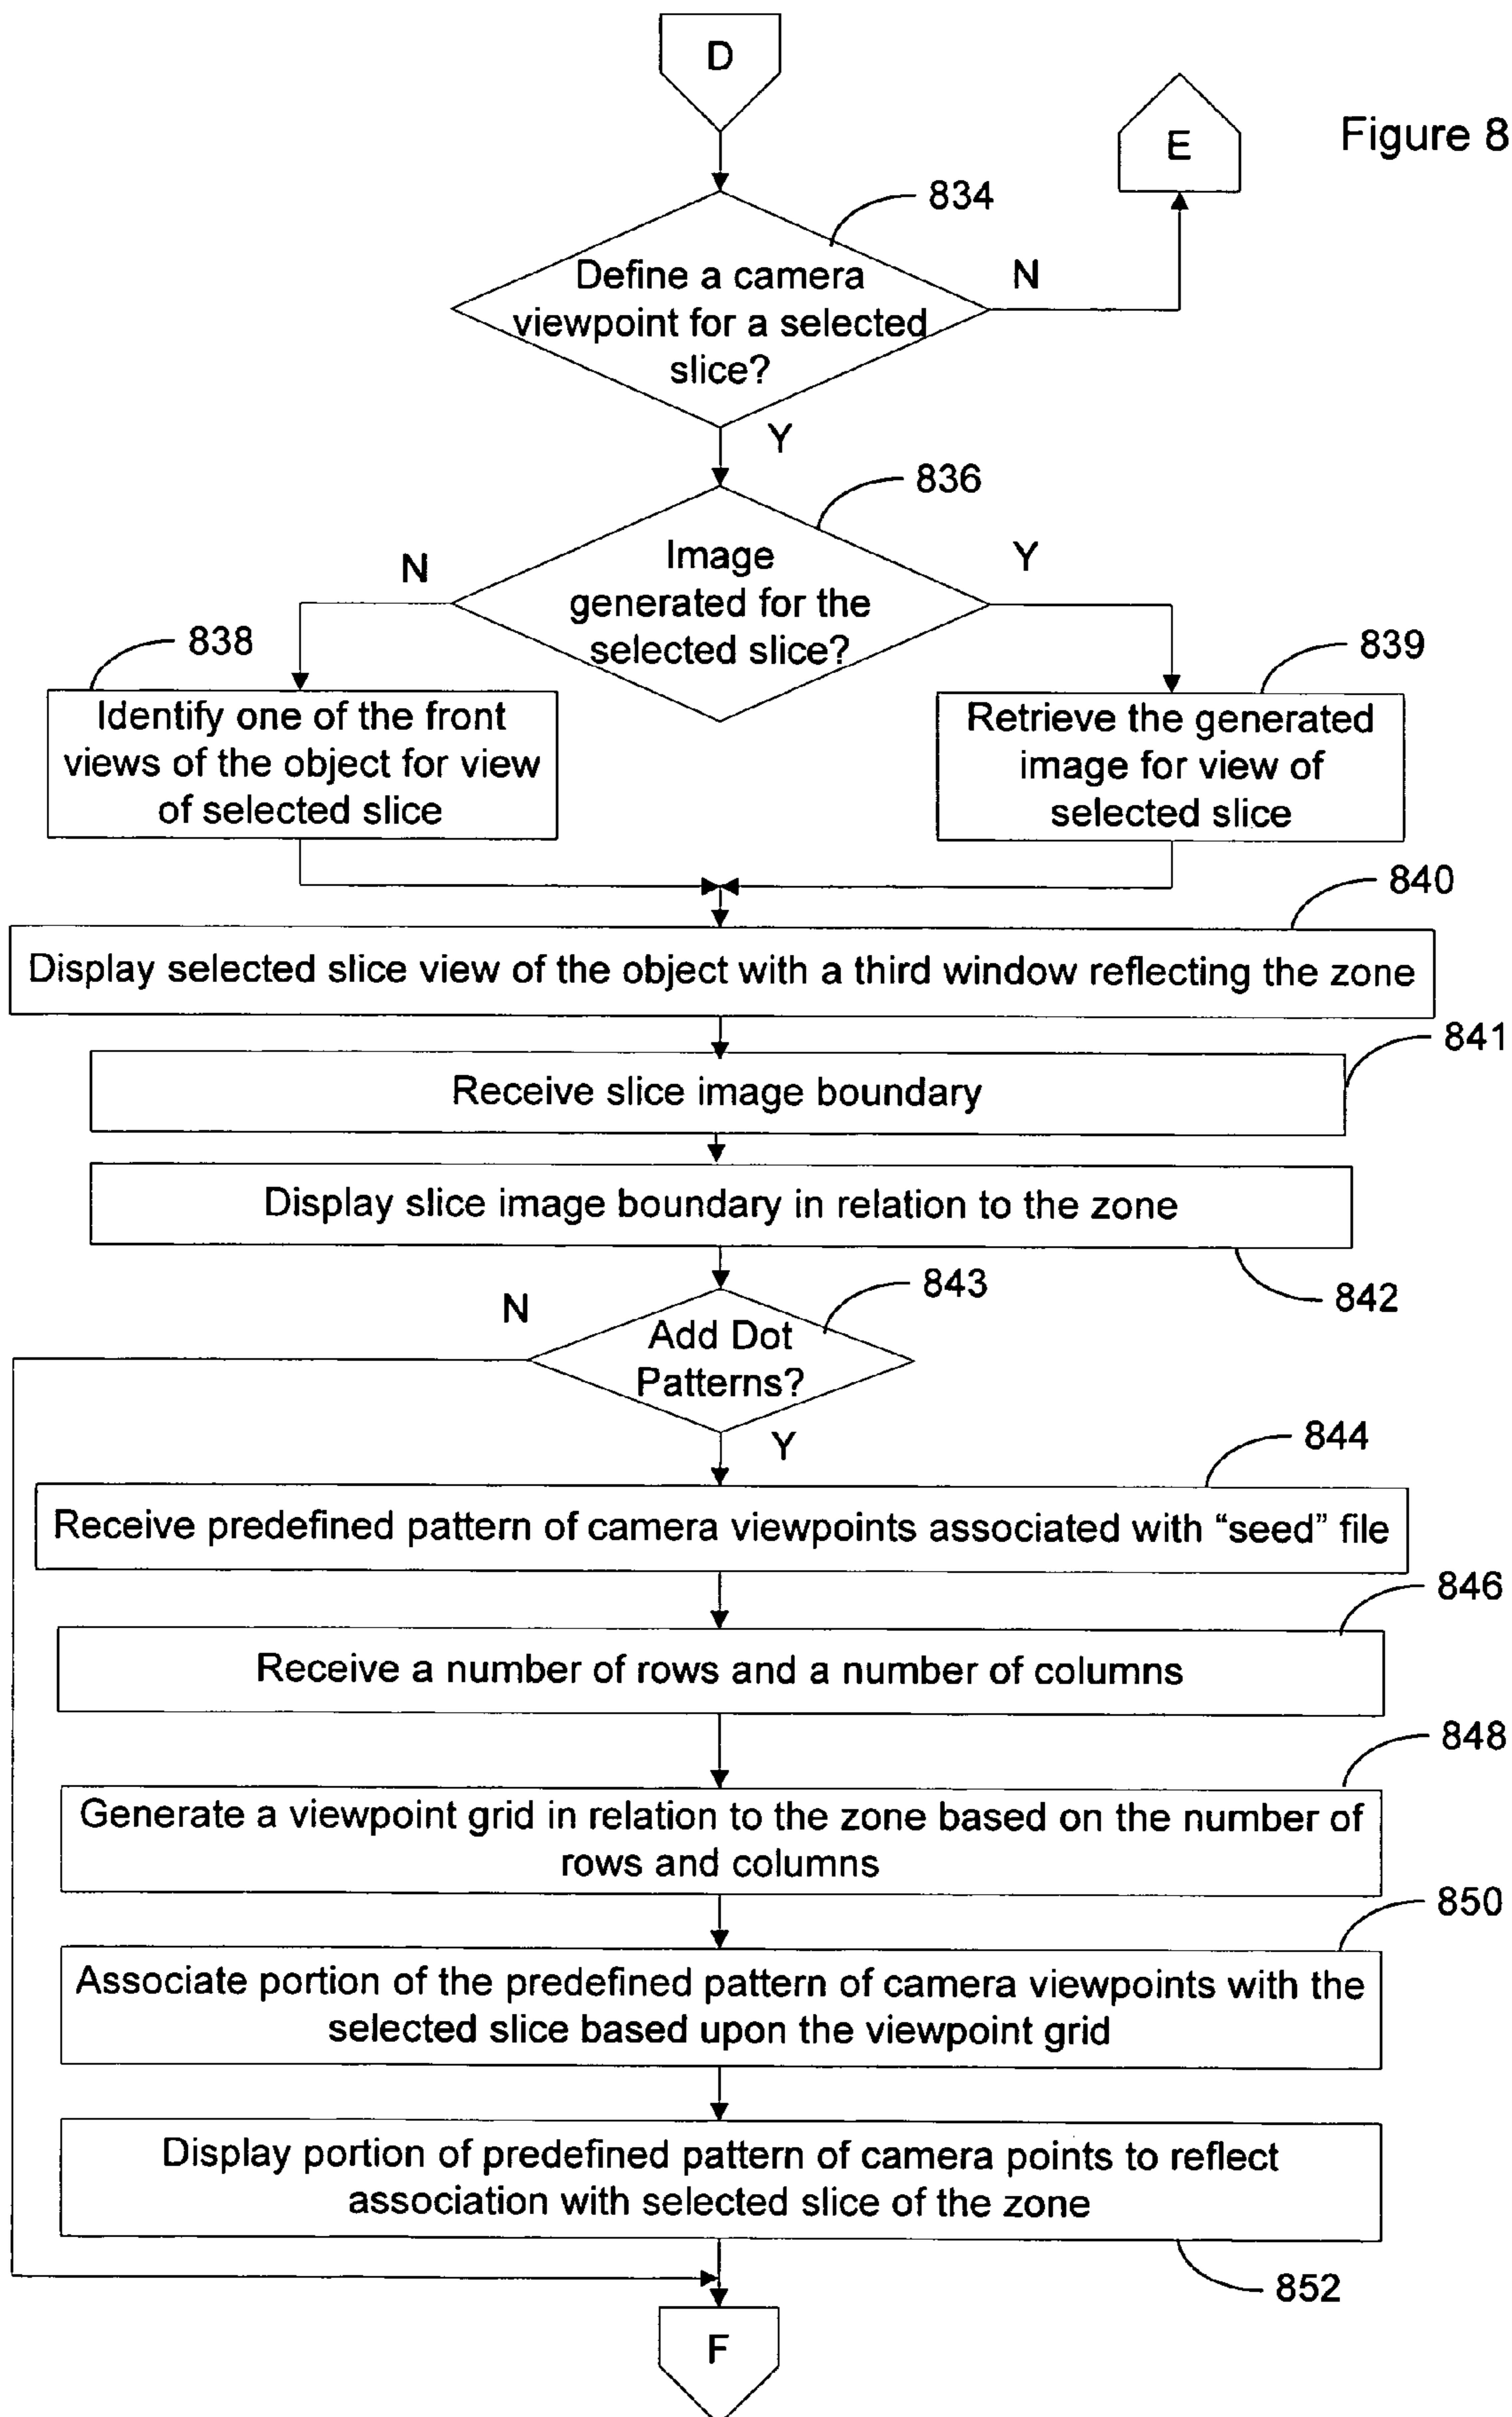 D
E
Figure 8
834
Define a camera
viewpoint for a selected
slice?
N
Y
836
Image
generated for the
selected slice?
N
Y
838
839
Identify one of the front
views of the object for view
of selected slice
Retrieve the generated
image for view of
selected slice
840
Display selected slice view of the object with a third window reflecting the zone
841
Receive slice image boundary
Display slice image boundary in relation to the zone
842
843
N
Add Dot
Patterns?
Y
844
Receive predefined pattern of camera viewpoints associated with “seed” file
846
Receive a number of rows and a number of columns
848
Generate a viewpoint grid in relation to the zone based on the number of
rows and columns
850
Associate portion of the predefined pattern of camera viewpoints with the
selected slice based upon the viewpoint grid
Display portion of predefined pattern of camera points to reflect
association with selected slice of the zone
852
F